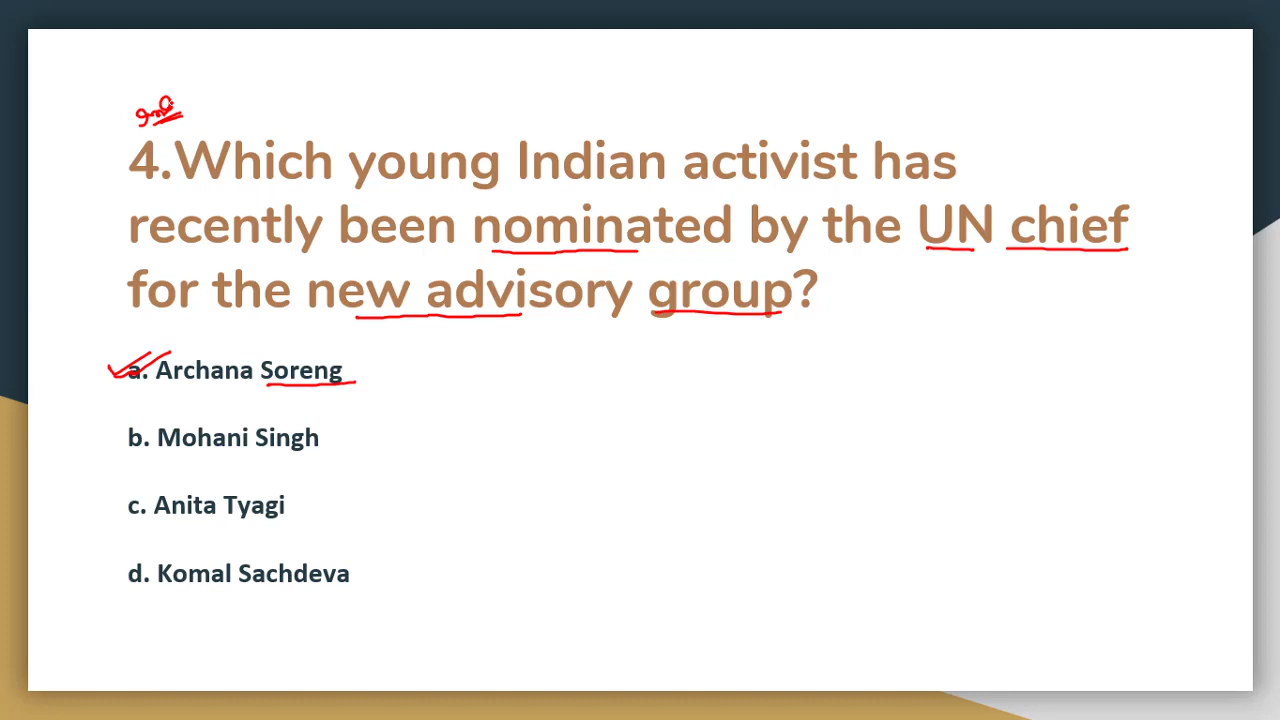 4.Which young Indian activist has
recently been nominated by the UN chief
for the new advisory group?
a. Archana Soreng
b. Mohani Singh
c. Anita Tyagi
d. Komal Sachdeva